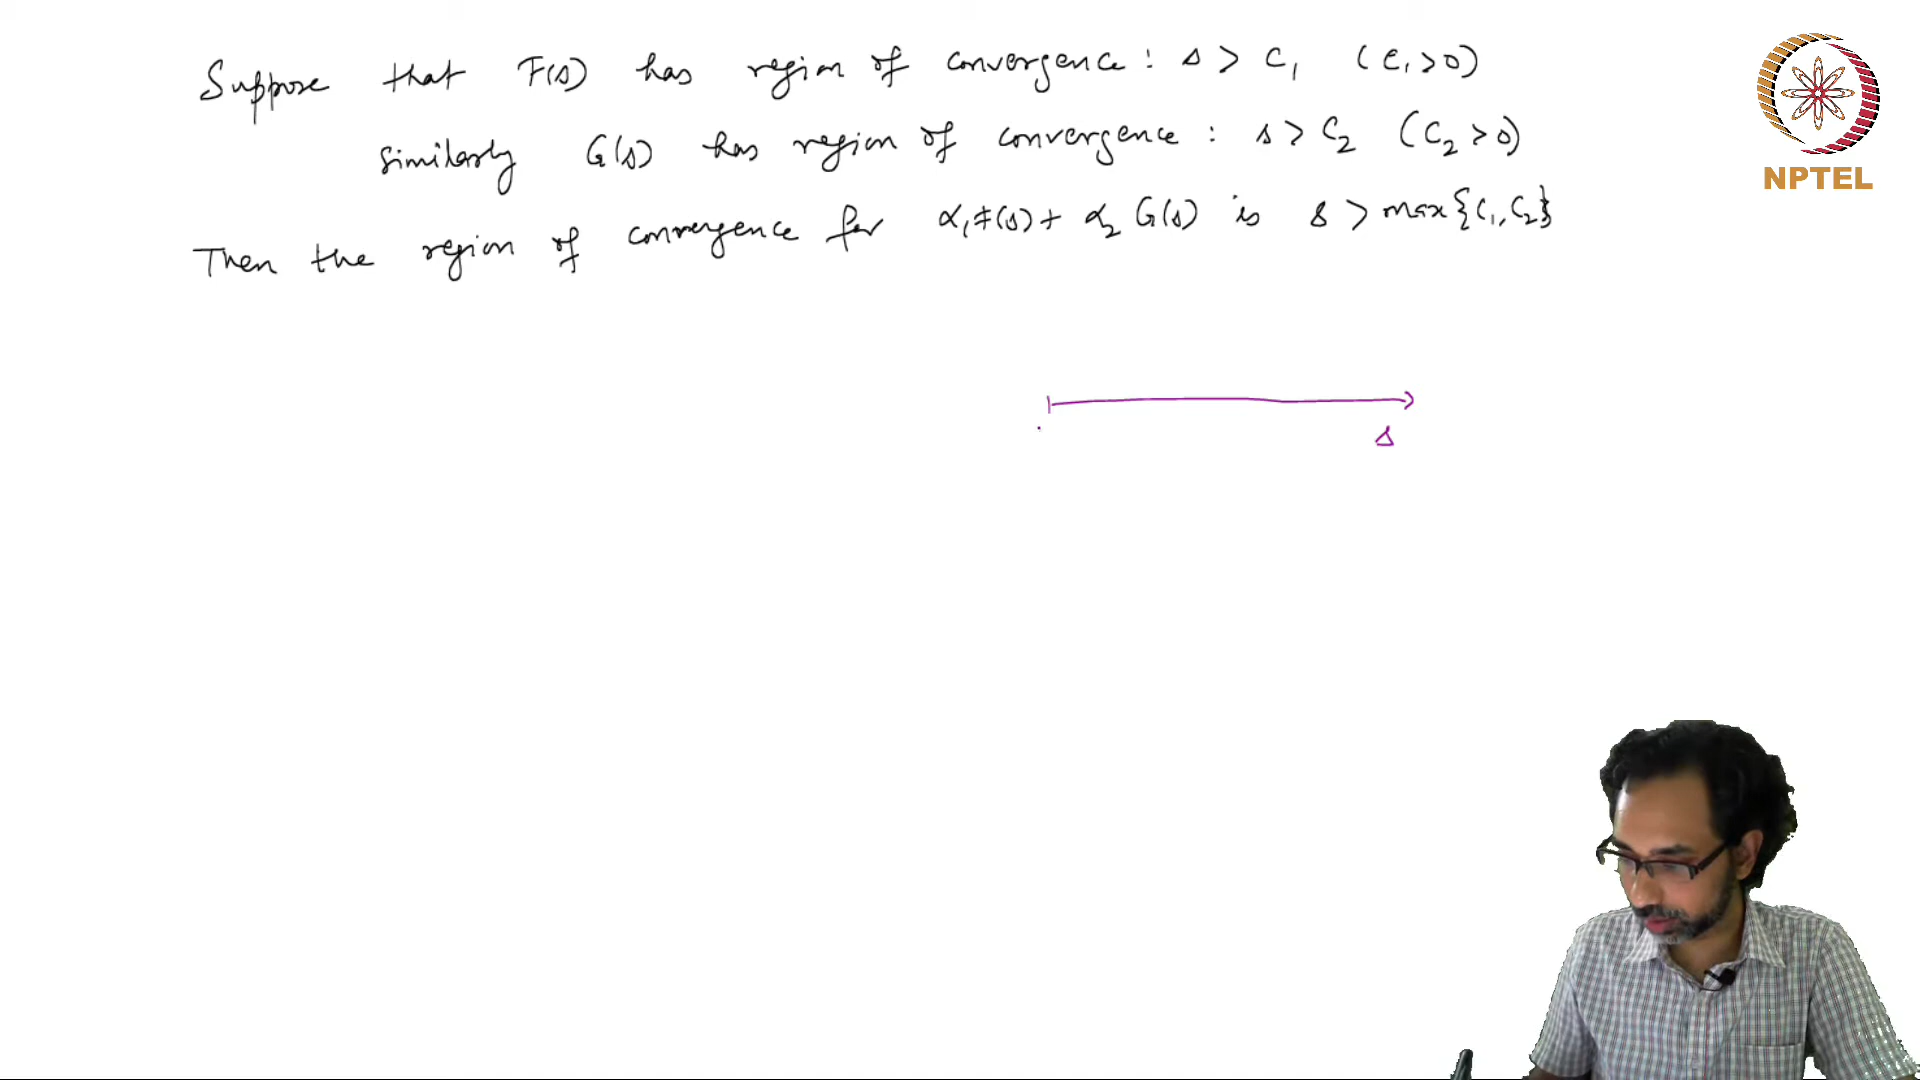 Suppose that F(s) has region of convergence : s > C₁ (C₁ > 0)
similarly G(s) has region of convergence : s > C₂ (C₂ > 0)
Then the region of convergence for α₁F(s) + α₂ G(s) is s > max{C₁, C₂}
s
NPTEL